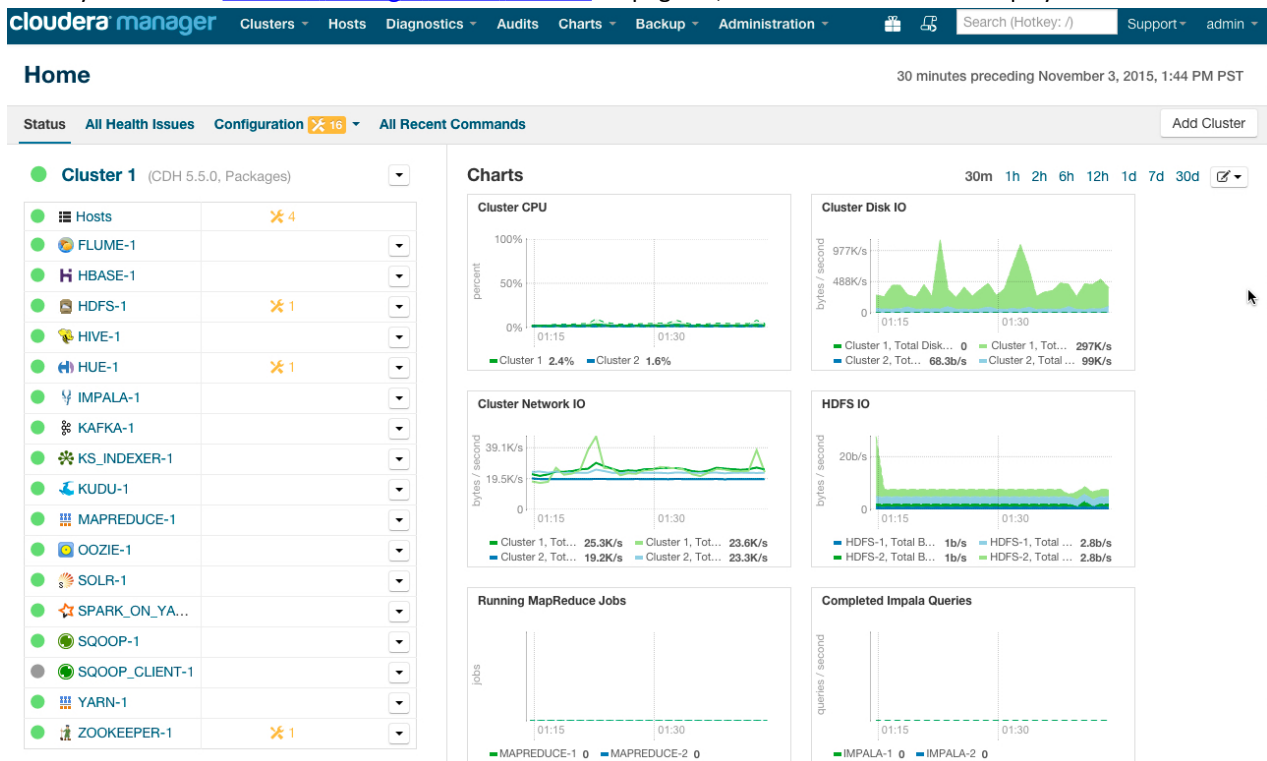 cloudera manager Clusters Hosts Diagnostics Audits Charts Backup Administration Search (Hotkey: /) Support admin
Home
30 minutes preceding November 3, 2015, 1:44 PM PST
Status All Health Issues Configuration 16 All Recent Commands Add Cluster
Cluster 1 (CDH 5.5.0, Packages)
Hosts 4
FLUME-1
HBASE-1
HDFS-1 1
HIVE-1
HUE-1 1
IMPALA-1
KAFKA-1
KS_INDEXER-1
KUDU-1
MAPREDUCE-1
OOZIE-1
SOLR-1
SPARK_ON_YA...
SQOOP-1
SQOOP_CLIENT-1
YARN-1
ZOOKEEPER-1 1
Charts 30m 1h 2h 6h 12h 1d 7d 30d
Cluster CPU
percent
100%
50%
0%
01:15 01:30
Cluster 1 2.4% Cluster 2 1.6%
Cluster Disk IO
bytes / second
977K/s
488K/s
0
01:15 01:30
Cluster 1, Total Disk... 0 Cluster 1, Tot... 297K/s
Cluster 2, Tot... 68.3b/s Cluster 2, Total ... 99K/s
Cluster Network IO
bytes / second
39.1K/s
19.5K/s
0
01:15 01:30
Cluster 1, Tot... 25.3K/s Cluster 1, Tot... 23.6K/s
Cluster 2, Tot... 19.2K/s Cluster 2, Tot... 23.3K/s
HDFS IO
bytes / second
20b/s
0
01:15 01:30
HDFS-1, Total B... 1b/s HDFS-1, Total ... 2.8b/s
HDFS-2, Total B... 1b/s HDFS-2, Total ... 2.8b/s
Running MapReduce Jobs
jobs
01:15 01:30
MAPREDUCE-1 0 MAPREDUCE-2 0
Completed Impala Queries
queries / second
01:15 01:30
IMPALA-1 0 IMPALA-2 0